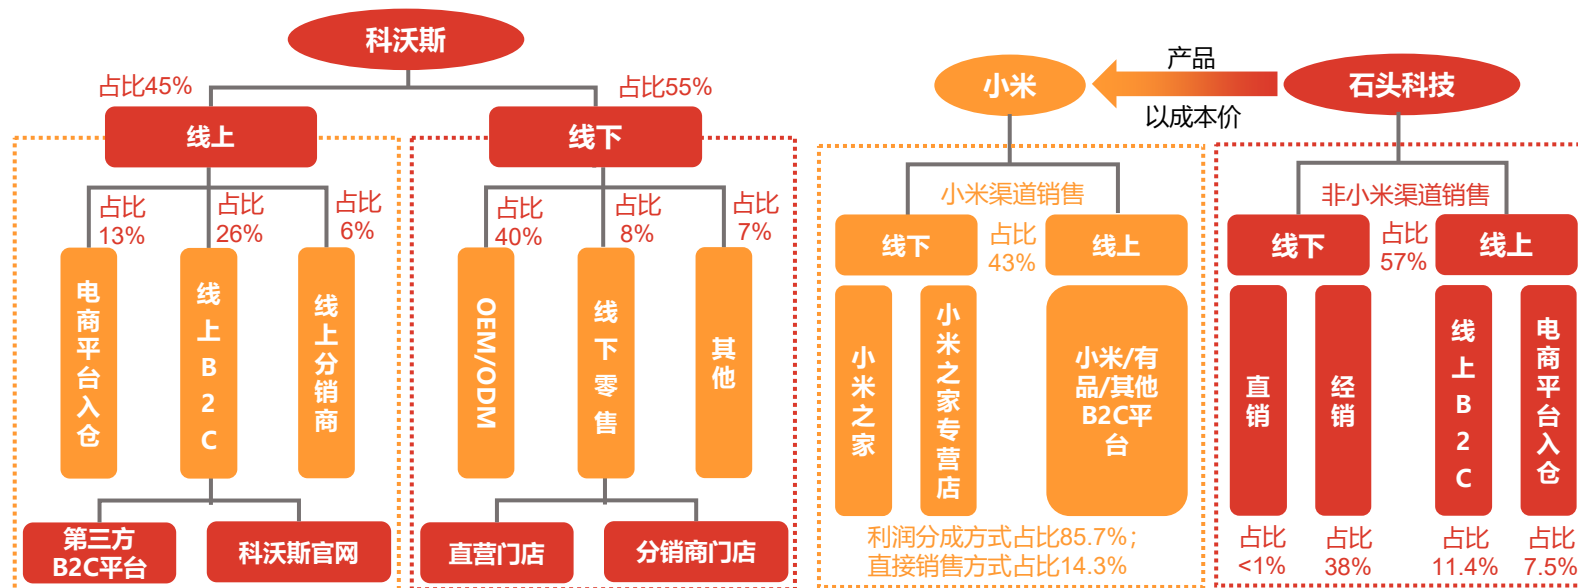 科沃斯
占比45%
占比55%
线上
线下
占比
13%
占比
26%
占比
6%
占比
40%
占比
8%
占比
7%
电商平台入仓
线上B2C
线上分销商
OEM/ODM
线下零售
其他
第三方
B2C平台
科沃斯官网
直营门店
分销商门店
小米
产品
以成本价
石头科技
小米渠道销售
线下
占比
43%
线上
小米之家
小米之家专营店
小米/有
品/其他
B2C平
台
利润分成方式占比85.7%；
直接销售方式占比14.3%
非小米渠道销售
线下
占比
57%
线上
直销
经销
线上B2C
电商平台入仓
占比
<1%
占比
38%
占比
11.4%
占比
7.5%